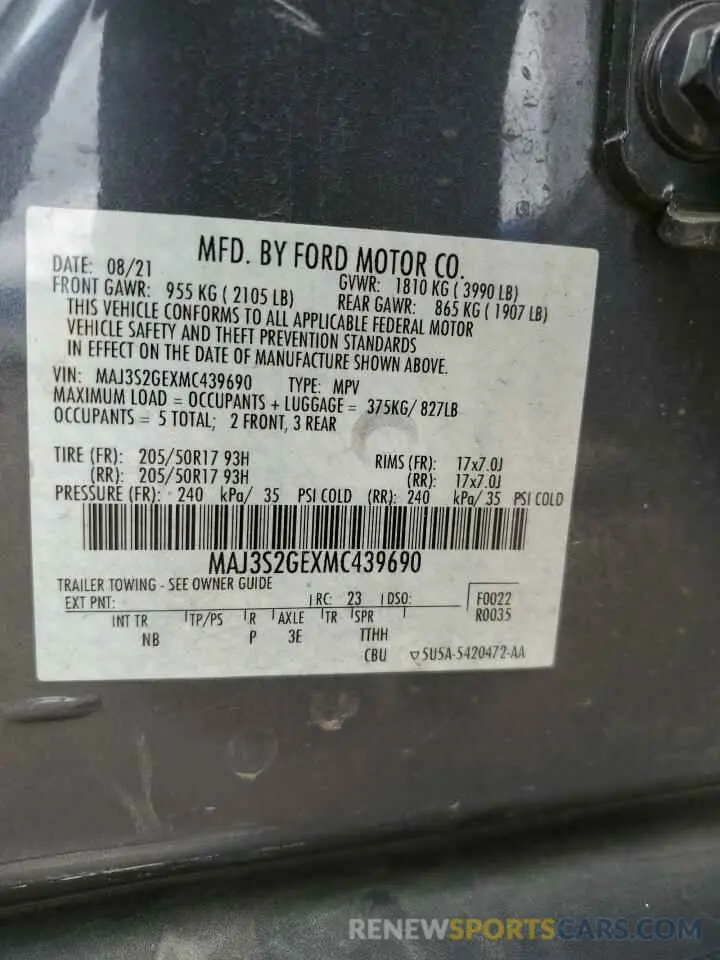 MFD. BY FORD MOTOR CO.
DATE: 08/21 GVWR: 1810 KG ( 3990 LB)
FRONT GAWR: 955 KG ( 2105 LB) REAR GAWR: 865 KG ( 1907 LB)
THIS VEHICLE CONFORMS TO ALL APPLICABLE FEDERAL MOTOR
VEHICLE SAFETY AND THEFT PREVENTION STANDARDS
IN EFFECT ON THE DATE OF MANUFACTURE SHOWN ABOVE.
VIN: MAJ3S2GEXMC439690 TYPE: MPV
MAXIMUM LOAD = OCCUPANTS + LUGGAGE = 375KG/ 827LB
OCCUPANTS = 5 TOTAL; 2 FRONT, 3 REAR
TIRE (FR): 205/50R17 93H RIMS (FR): 17x7.0J
(RR): 205/50R17 93H (RR): 17x7.0J
PRESSURE (FR): 240 kPa/ 35 PSI COLD (RR): 240 kPa/ 35 PSI COLD
MAJ3S2GEXMC439690
TRAILER TOWING - SEE OWNER GUIDE
EXT PNT: RC: 23 DSO: F0022
INT TR TP/PS R AXLE TR SPR R0035
NB P 3E TTHH
CBU 5U5A-5420472-AA
RENEWSPORTSCARS.COM